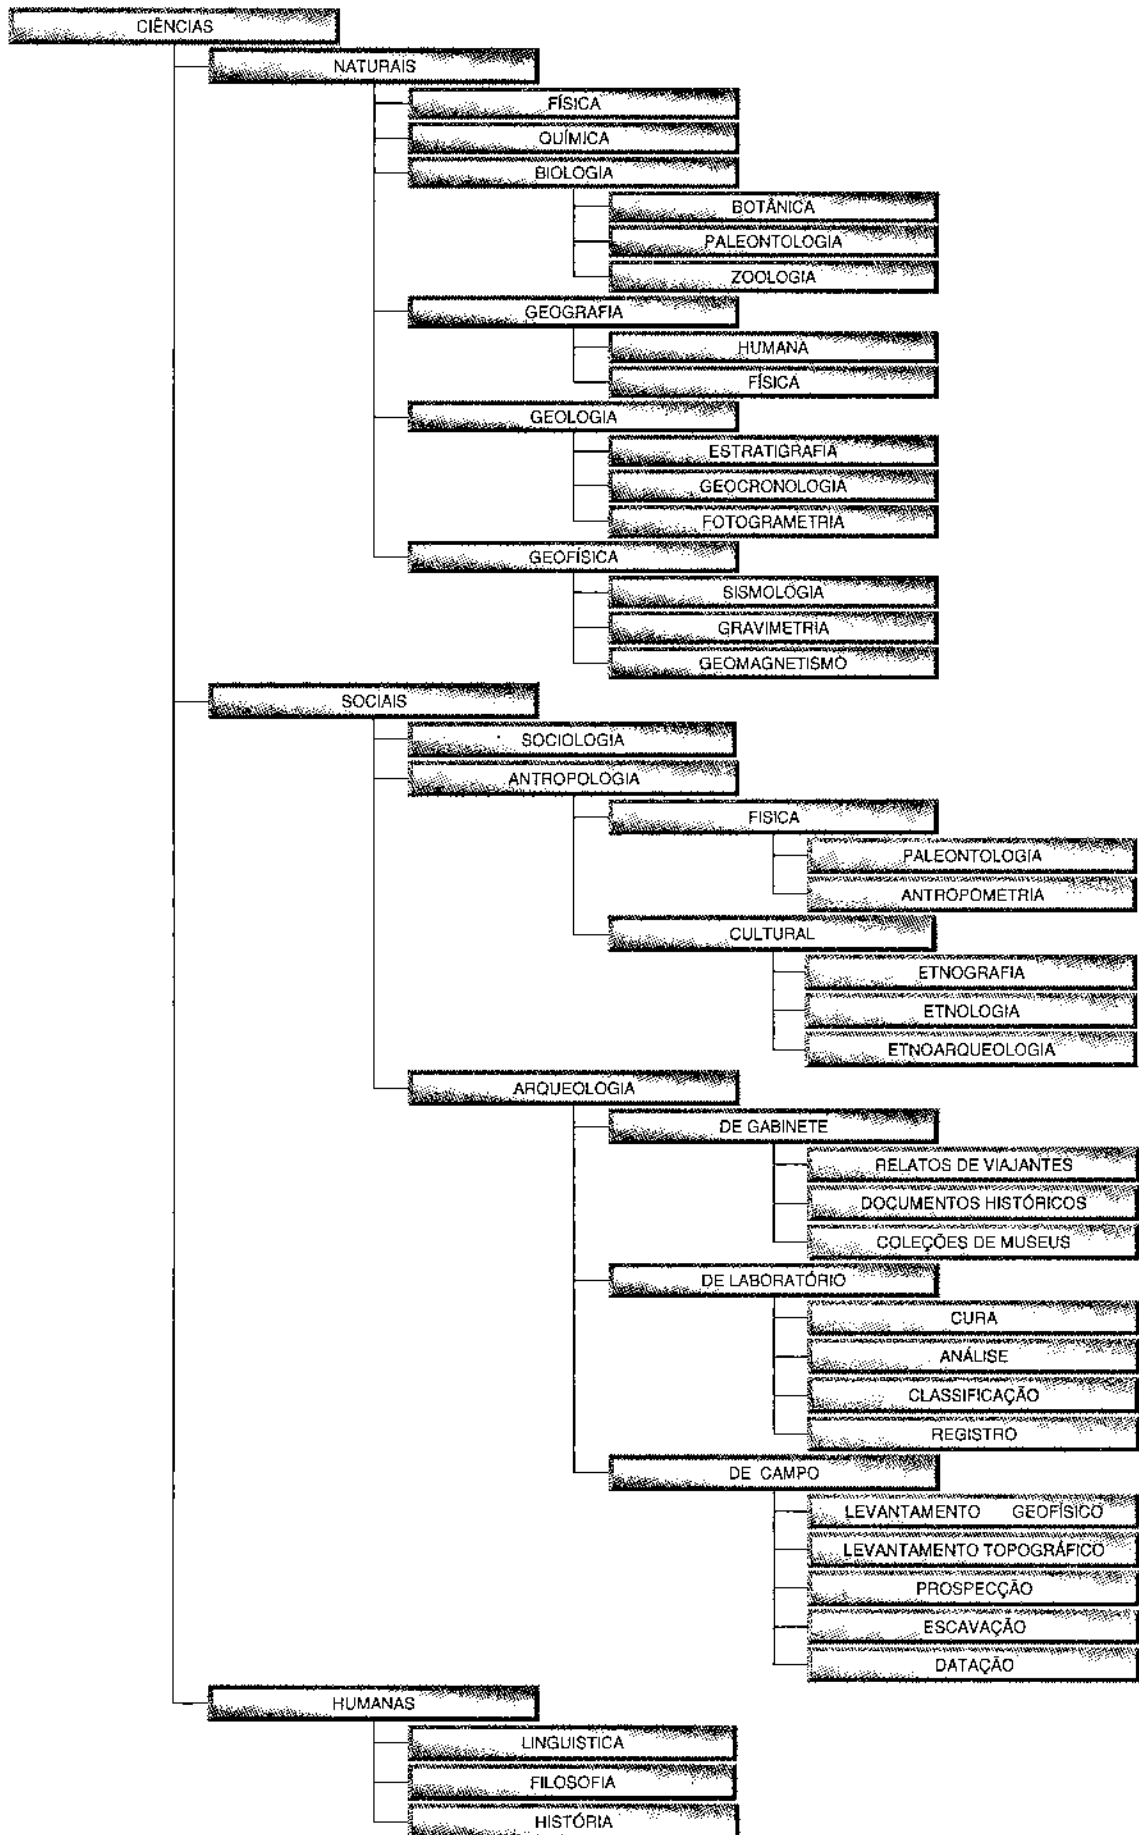 CIÊNCIAS
NATURAIS
FÍSICA
QUÍMICA
BIOLOGIA
BOTÂNICA
PALEONTOLOGIA
ZOOLOGIA
GEOGRAFIA
HUMANA
FÍSICA
GEOLOGIA
ESTRATIGRAFIA
GEOCRONOLOGIA
FOTOGRAMETRIA
GEOFÍSICA
SISMOLOGIA
GRAVIMETRIA
GEOMAGNETISMO
SOCIAIS
SOCIOLOGIA
ANTROPOLOGIA
FISICA
PALEONTOLOGIA
ANTROPOMETRIA
CULTURAL
ETNOGRAFIA
ETNOLOGIA
ETNOARQUEOLOGIA
ARQUEOLOGIA
DE GABINETE
RELATOS DE VIAJANTES
DOCUMENTOS HISTÓRICOS
COLEÇÕES DE MUSEUS
DE LABORATÓRIO
CURA
ANÁLISE
CLASSIFICAÇÃO
REGISTRO
DE CAMPO
LEVANTAMENTO GEOFÍSICO
LEVANTAMENTO TOPOGRÁFICO
PROSPECÇÃO
ESCAVAÇÃO
DATAÇÃO
HUMANAS
LINGUISTICA
FILOSOFIA
HISTÓRIA